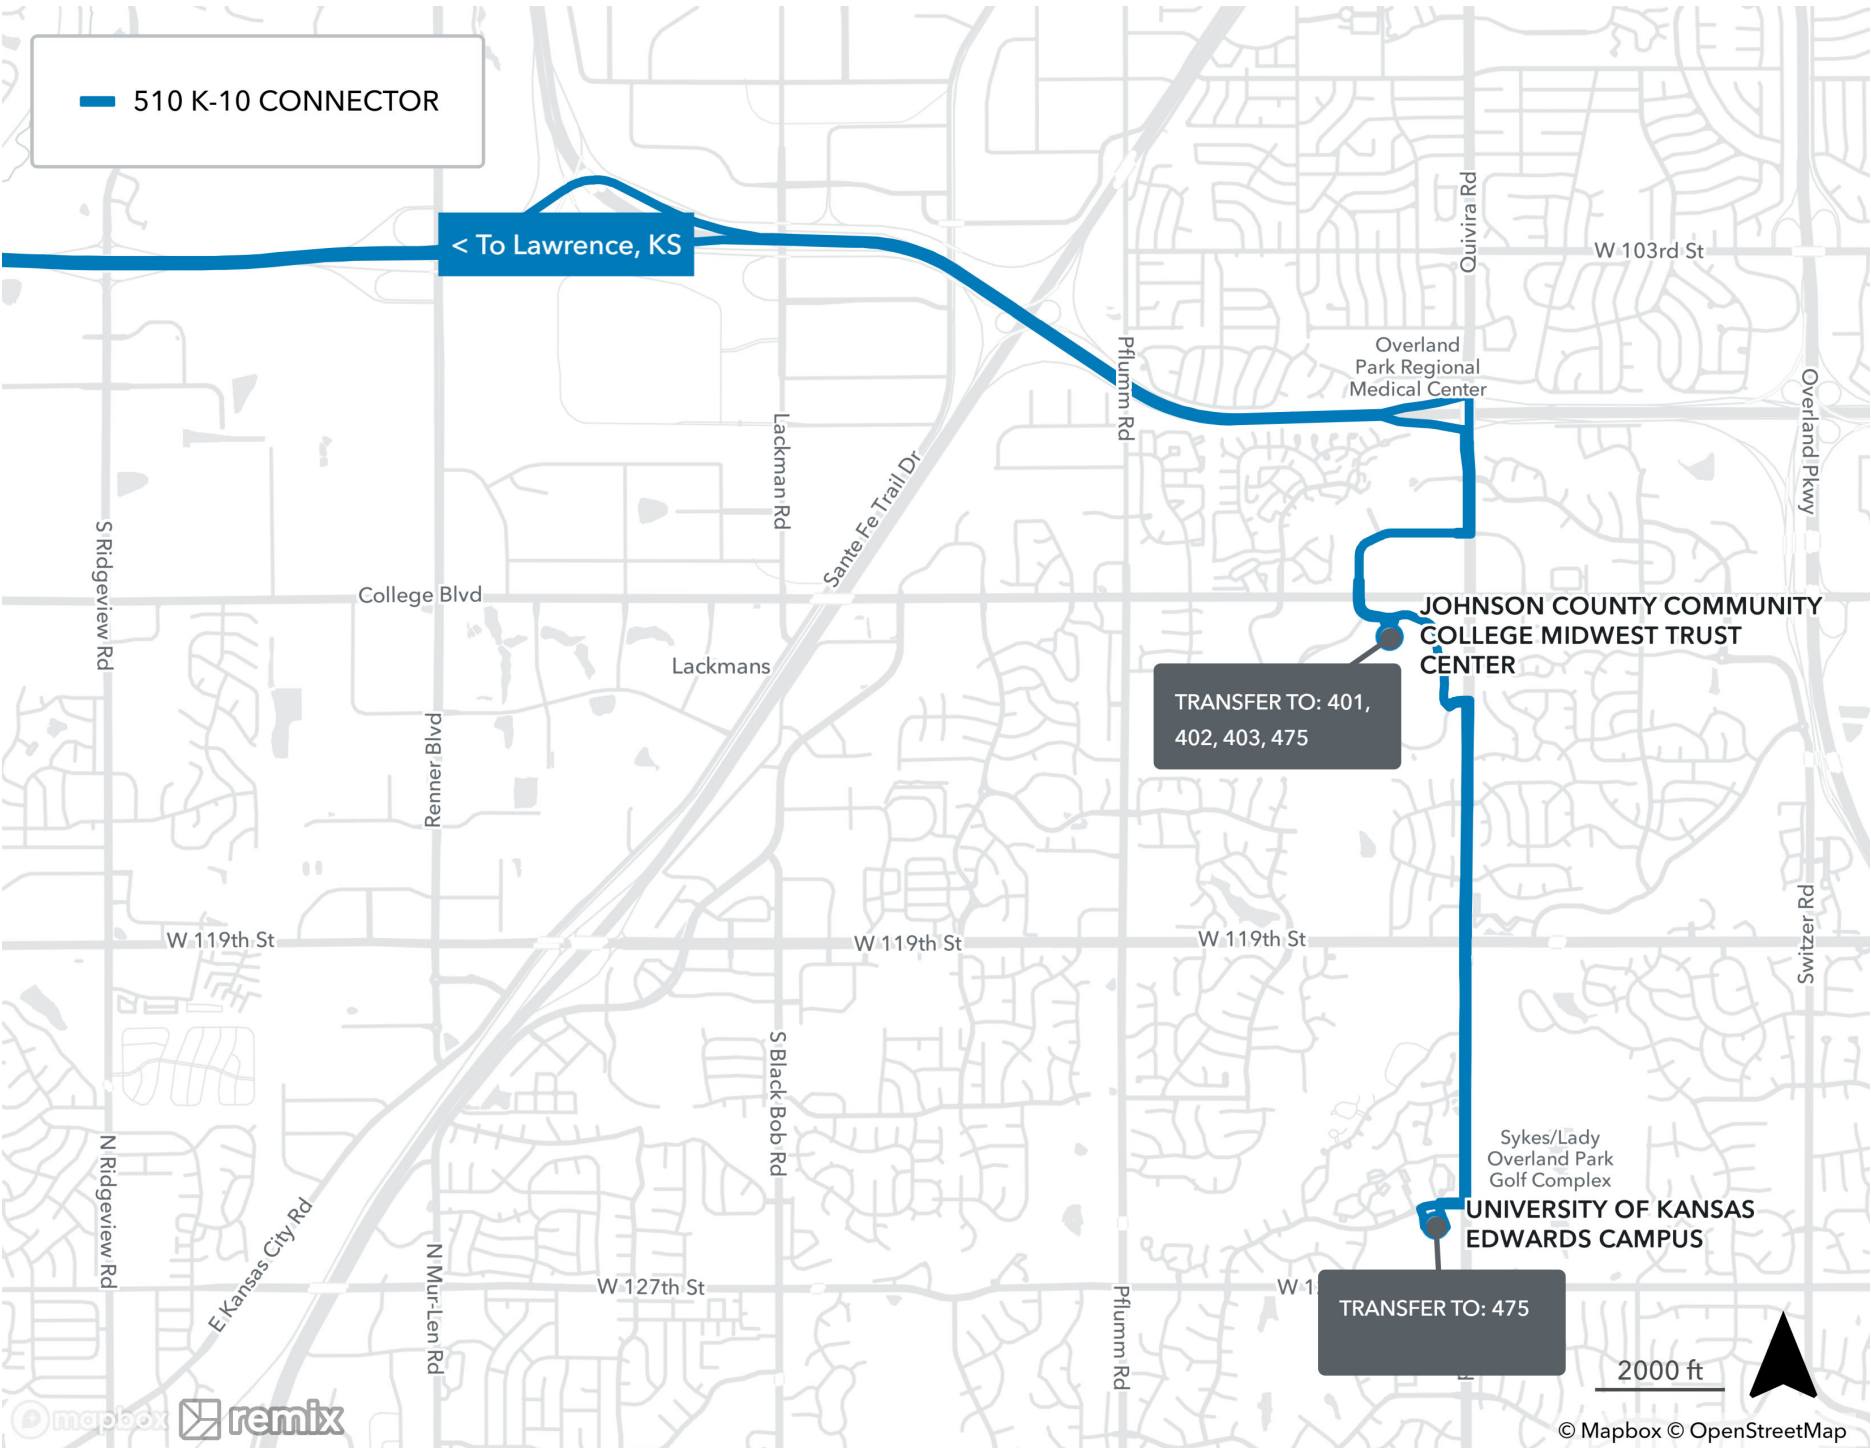 510 K-10 CONNECTOR
< To Lawrence, KS
Quivira Rd
W 103rd St
Overland
Park Regional
Medical Center
Pflumm Rd
Overland Pkwy
Lackman Rd
Sante Fe Trail Dr
S Ridgeview Rd
College Blvd
JOHNSON COUNTY COMMUNITY
COLLEGE MIDWEST TRUST
CENTER
Lackmans
TRANSFER TO: 401,
402, 403, 475
Renner Blvd
W 119th St
W 119th St
W 119th St
Switzer Rd
S Black Bob Rd
N Ridgeview Rd
Sykes/Lady
Overland Park
Golf Complex
UNIVERSITY OF KANSAS
EDWARDS CAMPUS
E Kansas City Rd
N Mur-Len Rd
W 127th St
W 1
Pflumm Rd
TRANSFER TO: 475
2000 ft
mapbox remix
© Mapbox © OpenStreetMap